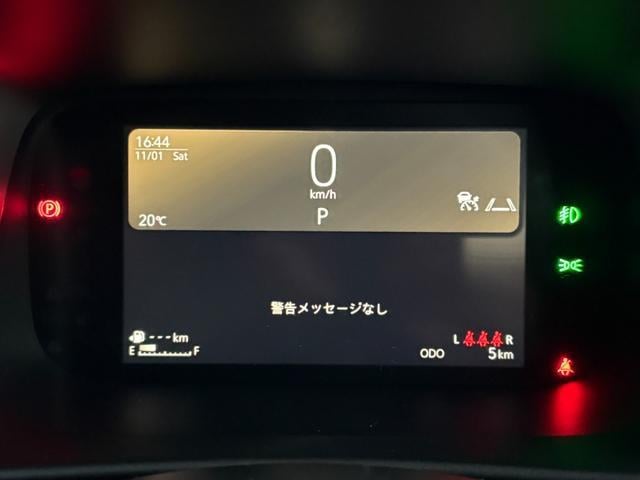 16:44
11/01 Sat
0
km/h
P
20℃
P
警告メッセージなし
---km
E F
L R
ODO 5km